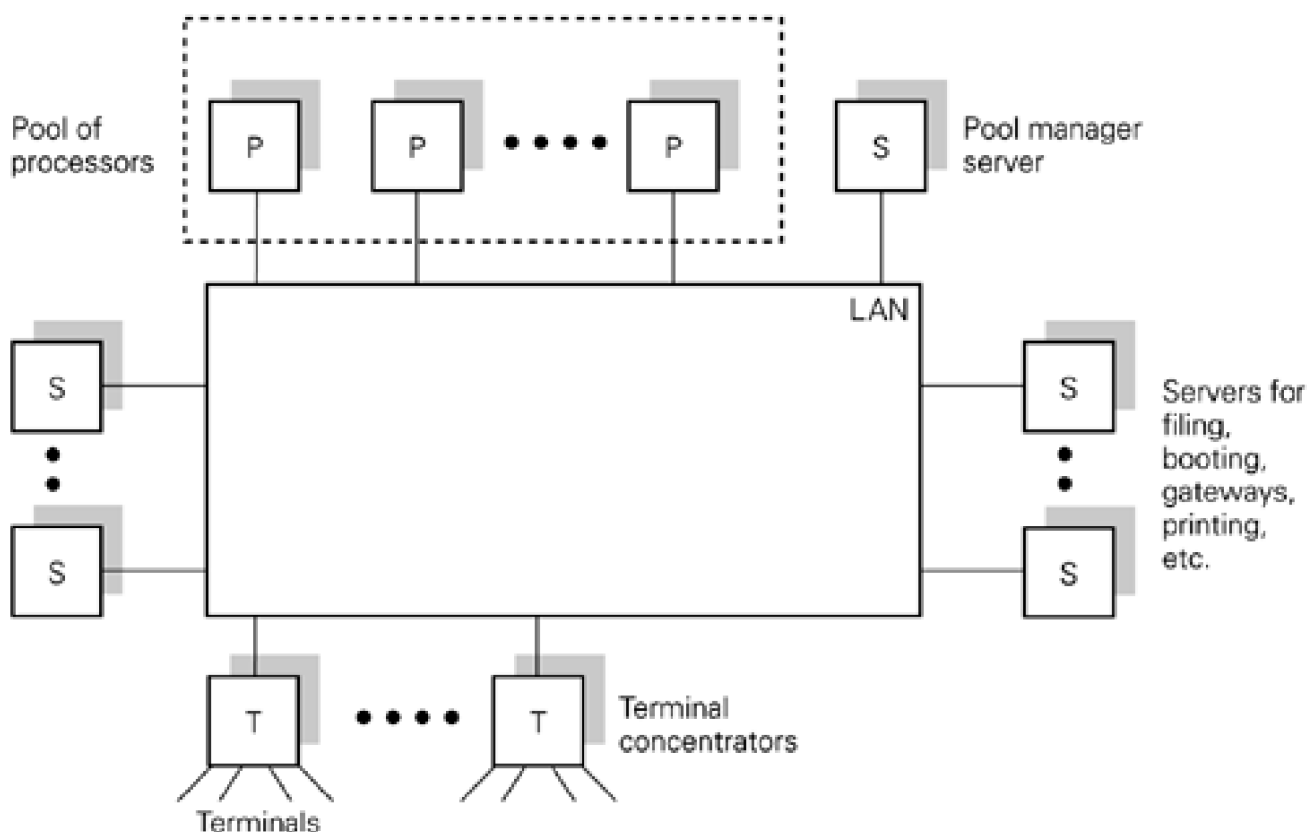 Pool of
processors
P
P
P
S
Pool manager
server
LAN
S
S
S
S
Servers for
filing,
booting,
gateways,
printing,
etc.
T
T
Terminal
concentrators
Terminals